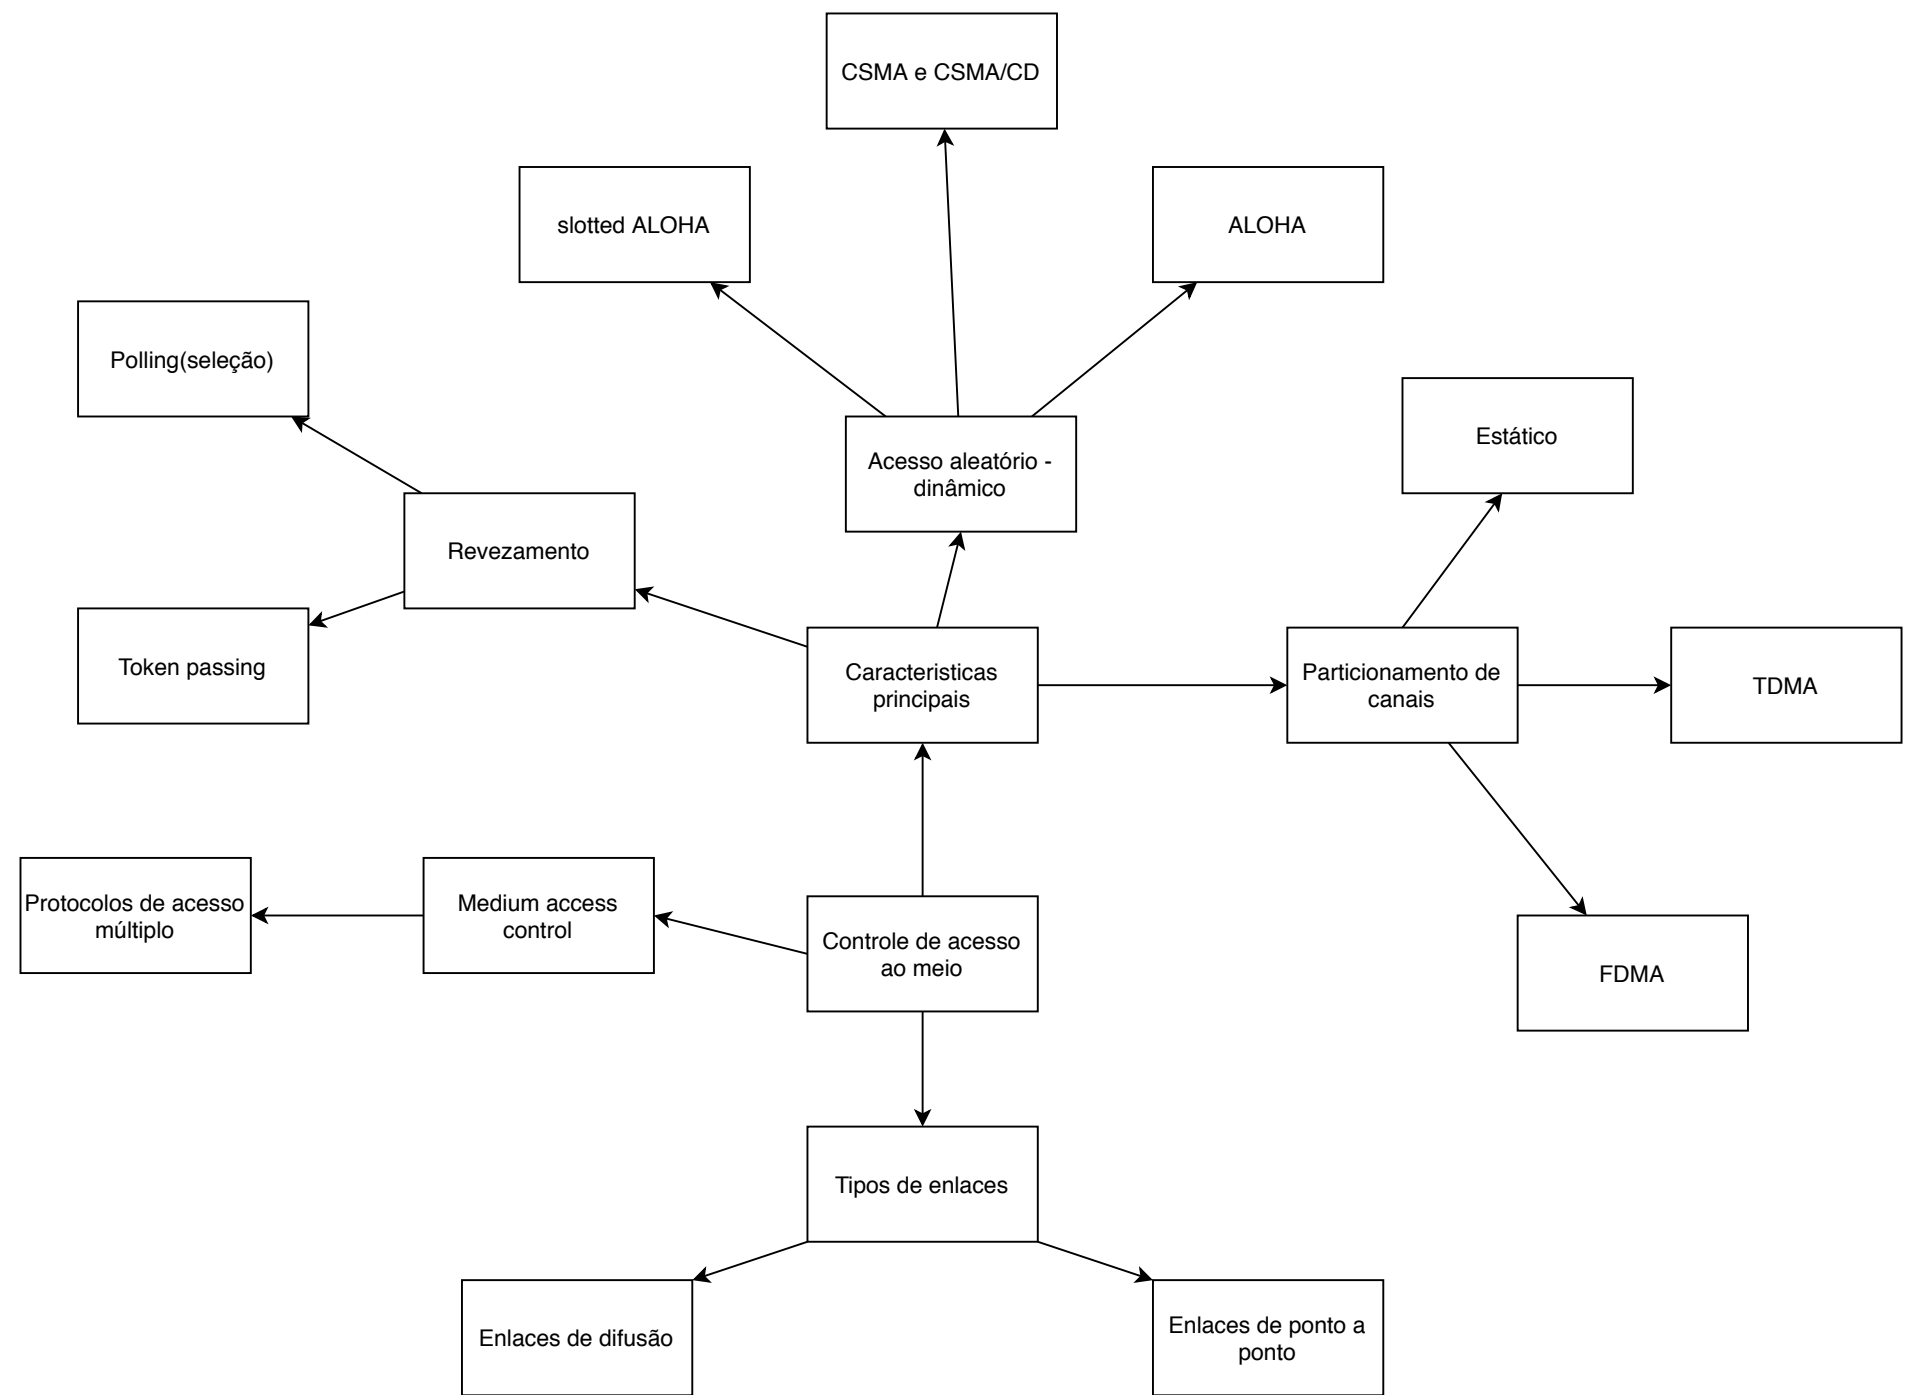 CSMA e CSMA/CD
slotted ALOHA
ALOHA
Polling(seleção)
Estático
Acesso aleatório -
dinâmico
Revezamento
Token passing
Caracteristicas
principais
Particionamento de
canais
TDMA
Protocolos de acesso
múltiplo
Medium access
control
Controle de acesso
ao meio
FDMA
Tipos de enlaces
Enlaces de difusão
Enlaces de ponto a
ponto